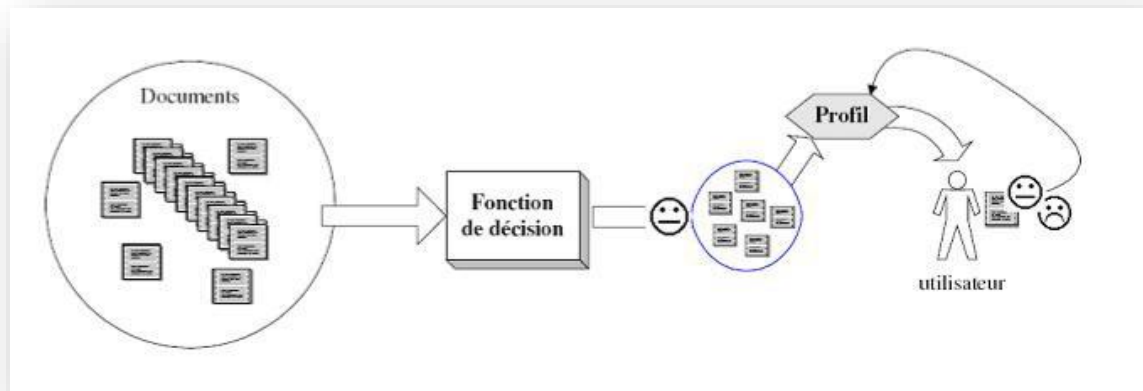 Documents
Profil
Fonction
de décision
utilisateur